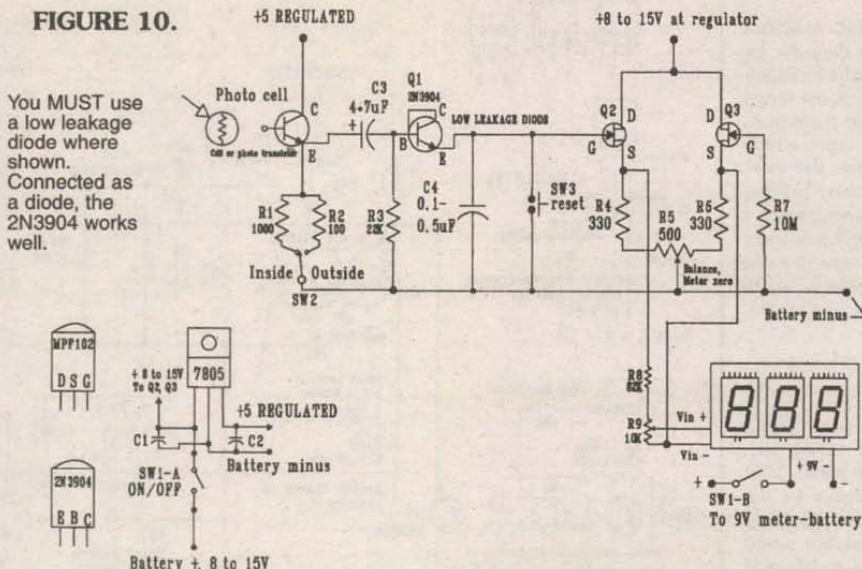 FIGURE 10.
+5 REGULATED
+8 to 15V at regulator
You MUST use
a low leakage
diode where
shown.
Connected as
a diode, the
2N3904 works
well.
Photo cell
Cell or photo transistor
C
E
C3
4.7uF
+
Q1
2N3904
C
B
E
LOW LEAKAGE DIODE
Q2
D
G
S
Q3
D
G
S
R1
1000
R2
100
R3
22K
C4
0.1-
0.5uF
SW3
reset
R4
330
R5
500
R6
330
R7
10M
Inside
Outside
SW2
Balance,
Meter zero
Battery minus
MPF102
D S G
7805
+ 8 to 15V
To Q2, Q3
+5 REGULATED
C1
C2
Battery minus
SW1-A
ON/OFF
2N3904
E B C
Battery +, 8 to 15V
R8
82K
R9
10K
Vin +
Vin -
888
+ 9V -
+
-
SW1-B
To 9V meter-battery